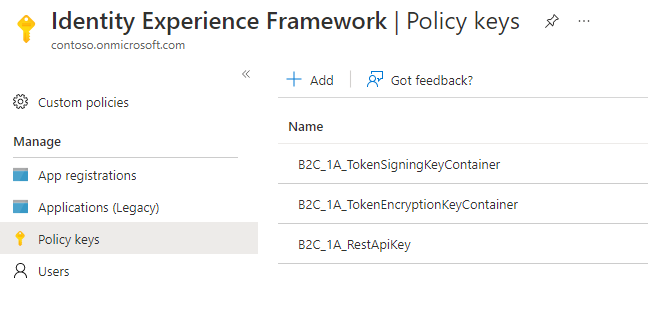 Identity Experience Framework | Policy keys
contoso.onmicrosoft.com
Custom policies
Manage
App registrations
Applications (Legacy)
Policy keys
Users
Add
Got feedback?
Name
B2C_1A_TokenSigningKeyContainer
B2C_1A_TokenEncryptionKeyContainer
B2C_1A_RestApiKey